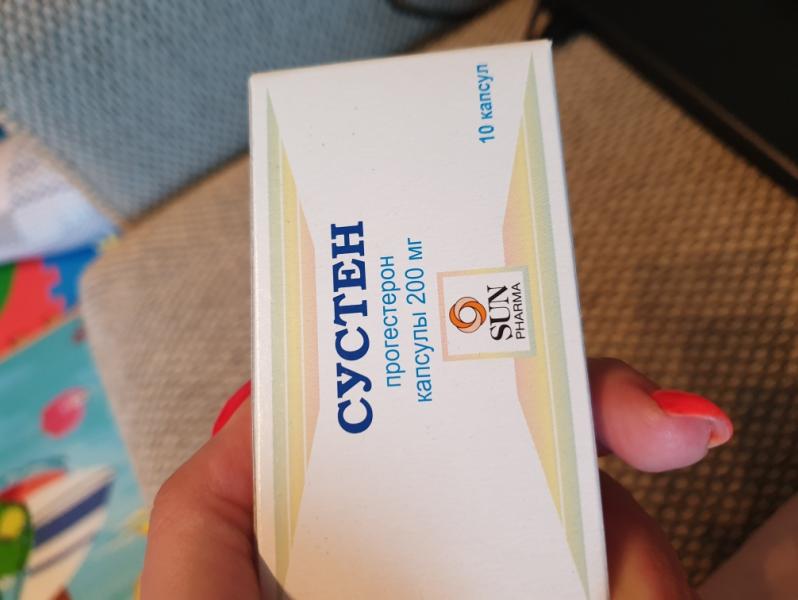 СУСТЕН
прогестерон
капсулы 200 мг
SUN
PHARMA
10 капсул